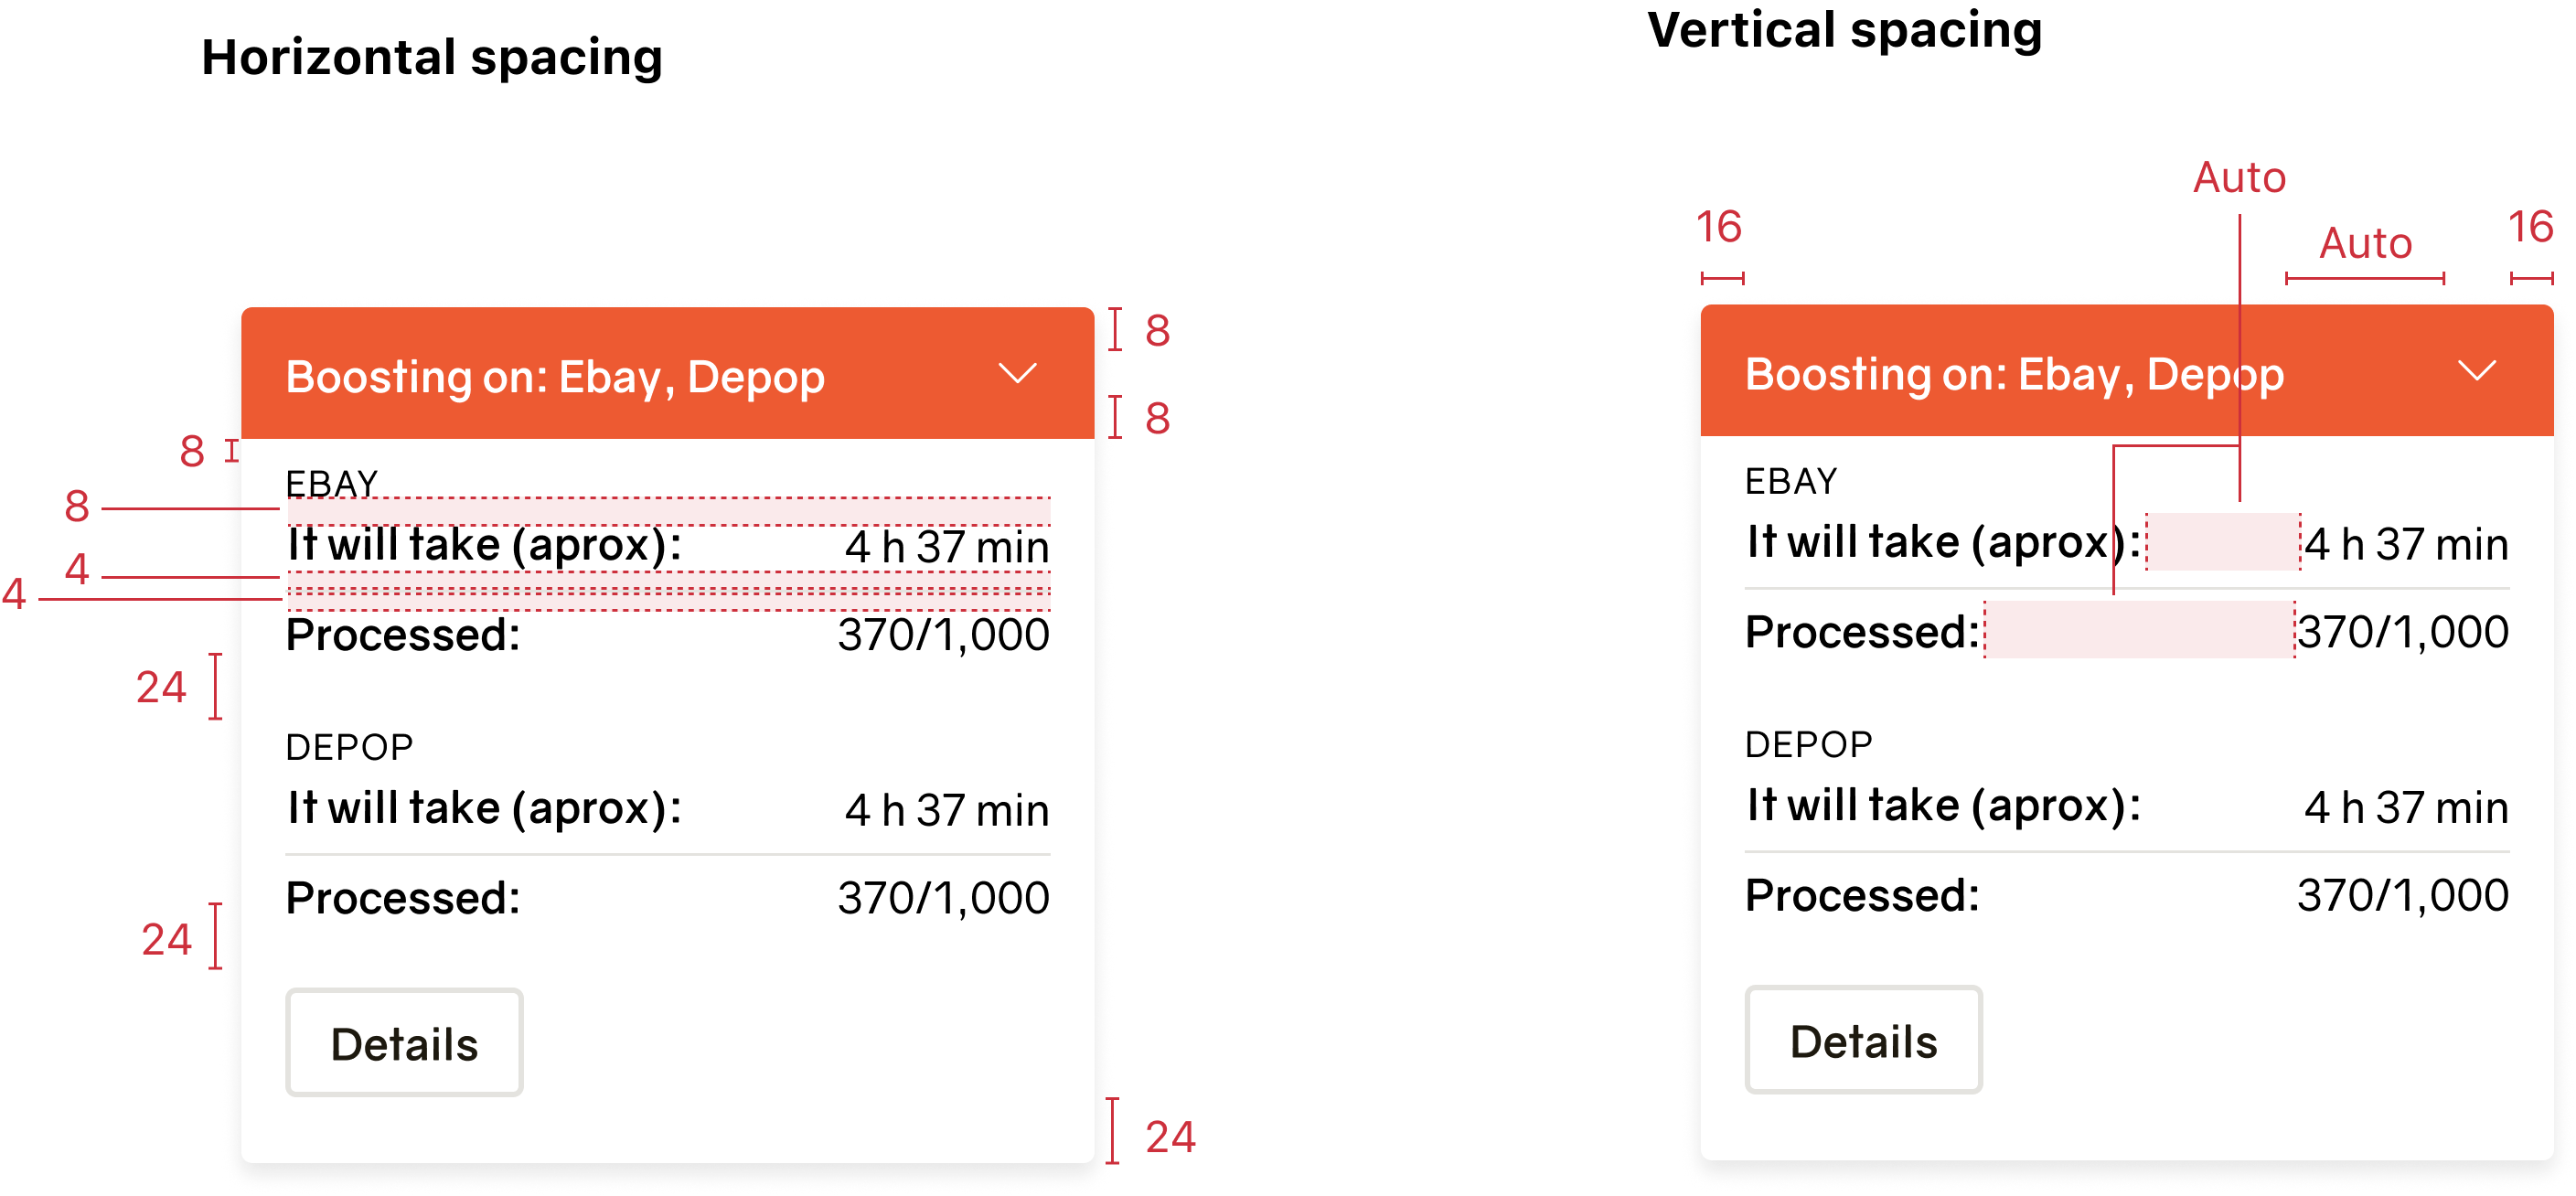 Horizontal spacing
8
Boosting on: Ebay, Depop
8
8
EBAY
8
It will take (aprox): 4 h 37 min
4
4
Processed: 370/1,000
24
DEPOP
It will take (aprox): 4 h 37 min
Processed: 370/1,000
24
Details
24
Vertical spacing
Auto
16 Auto 16
Boosting on: Ebay, Depop
EBAY
It will take (aprox): 4 h 37 min
Processed: 370/1,000
DEPOP
It will take (aprox): 4 h 37 min
Processed: 370/1,000
Details